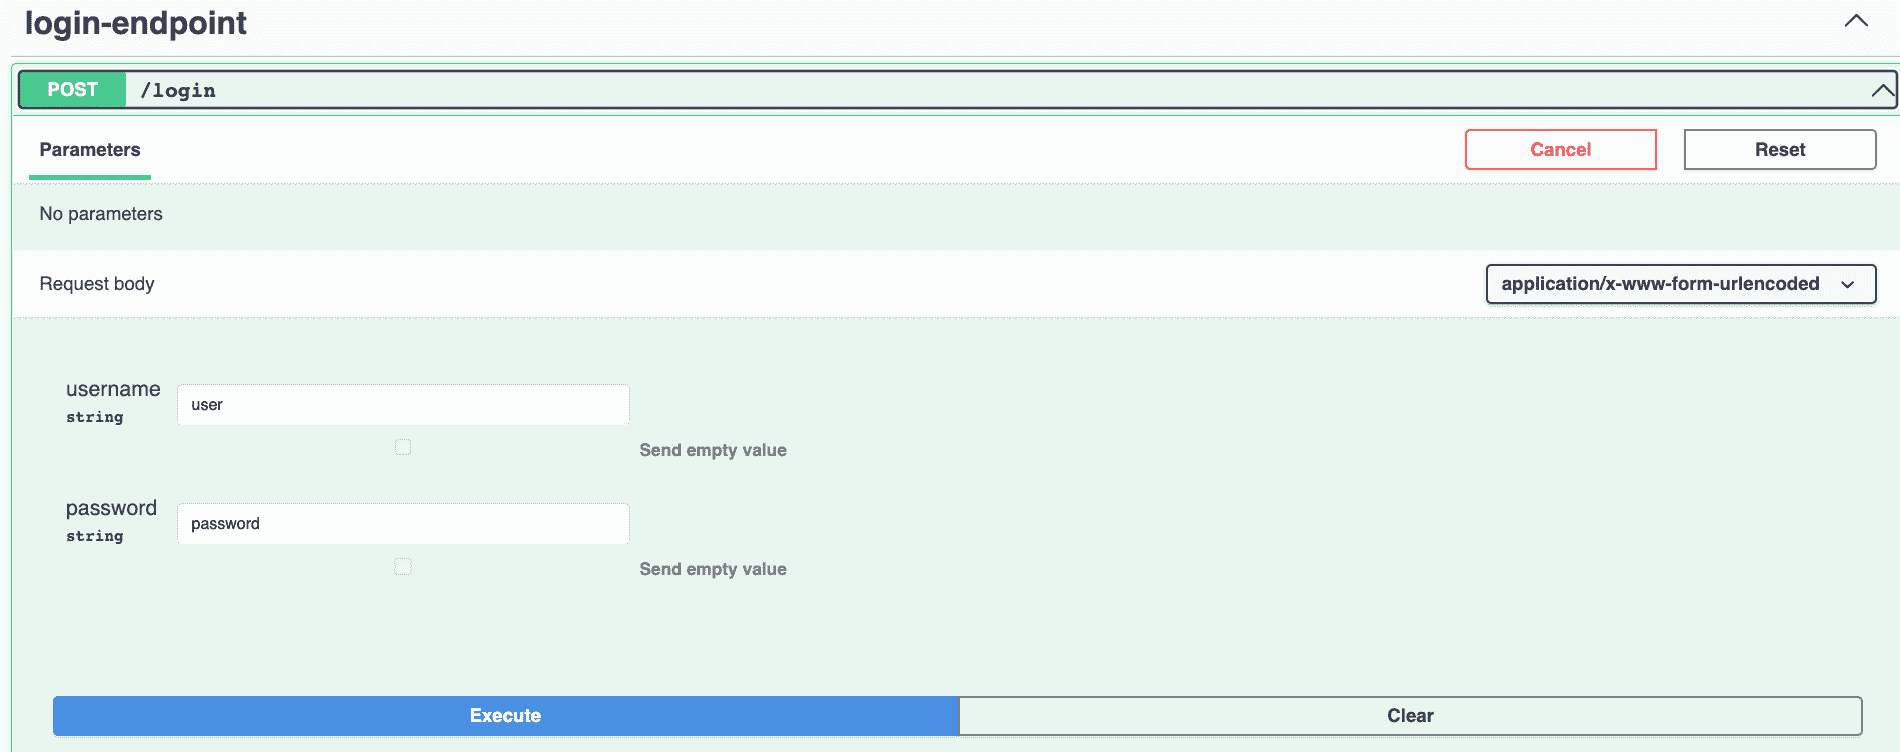 login-endpoint
POST /login
Parameters Cancel Reset
No parameters
Request body application/x-www-form-urlencoded
username user
string
Send empty value
password password
string
Send empty value
Execute Clear